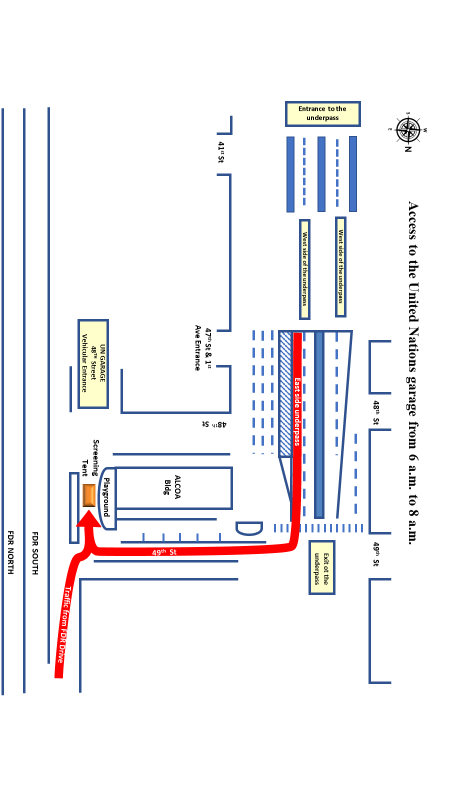 Access to the United Nations garage from 6 a.m. to 8 a.m.
N
S
E
W
Entrance to the
underpass
West side of the underpass
West side of the underpass
41st St
47th St & 1st
Ave Entrance
48th St
48th
St
49th St
East side underpass
Exit ot the
underpass
UN GARAGE
48th Street
Vehicular Entrance
Screening
Tent
Playground
ALCOA
Bldg
49th St
Traffic from FDR Drive
FDR SOUTH
FDR NORTH